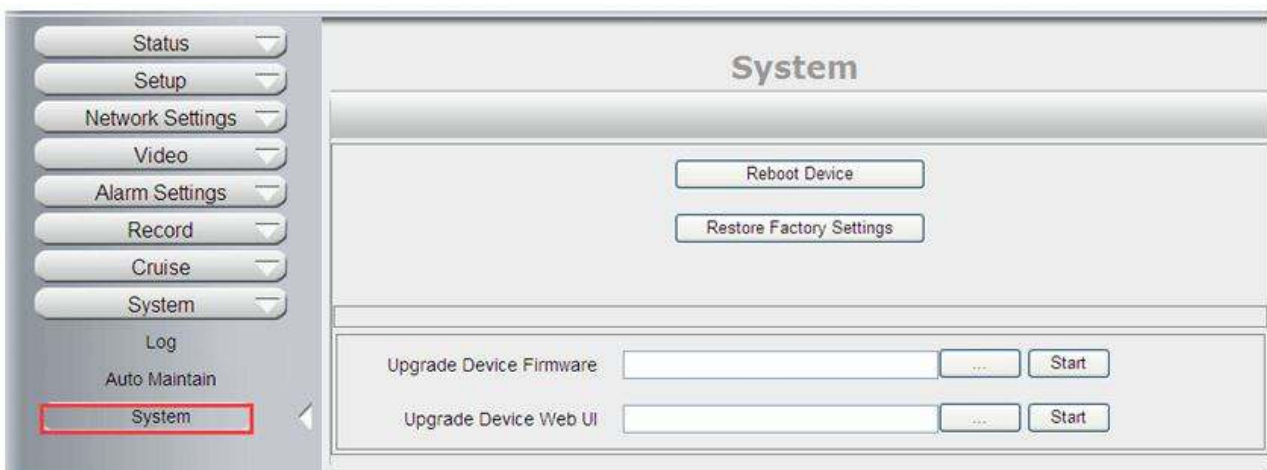 Status
Setup
Network Settings
Video
Alarm Settings
Record
Cruise
System
Log
Auto Maintain
System
System
Reboot Device
Restore Factory Settings
Upgrade Device Firmware ... Start
Upgrade Device Web UI ... Start